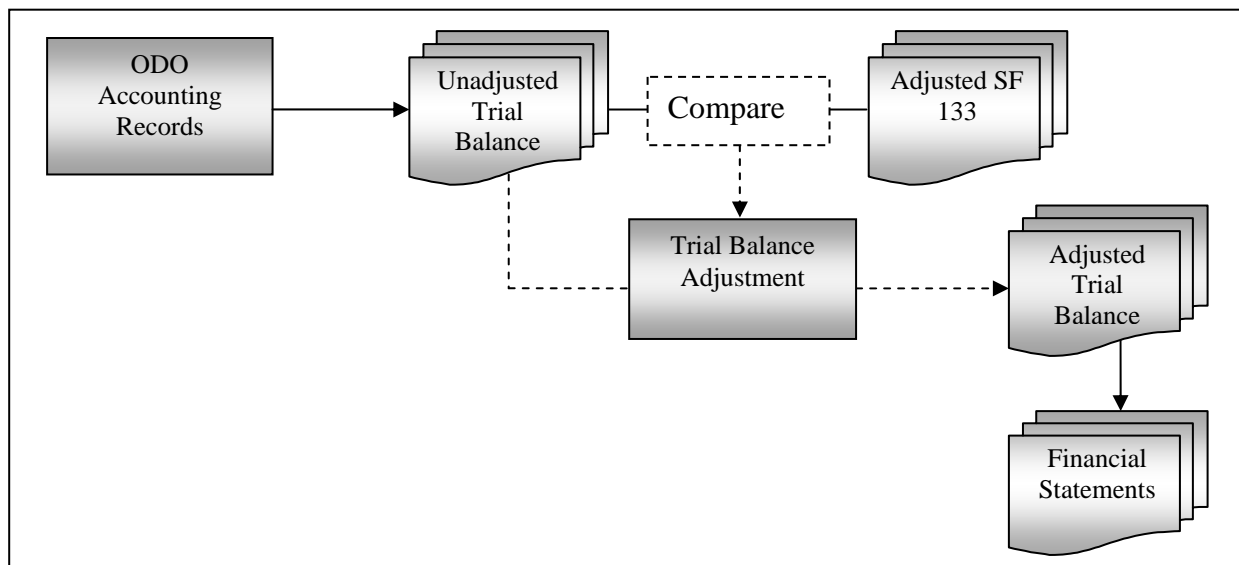 ODO
Accounting
Records
Unadjusted
Trial
Balance
Compare
Adjusted SF
133
Trial Balance
Adjustment
Adjusted
Trial
Balance
Financial
Statements